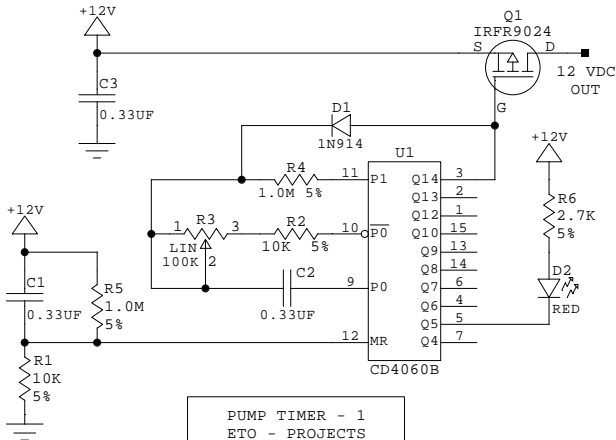 +12V
Q1
IRFR9024
S
D
12 VDC
OUT
G
C3
0.33UF
D1
1N914
+12V
U1
R4
1.0M 5%
11
P1
Q14
3
Q13
2
Q12
1
Q10
15
Q9
13
Q8
14
Q7
6
Q6
4
Q5
5
Q4
7
R6
2.7K
5%
+12V
1
R3
3
R2
10
P0
LIN
100K
2
10K 5%
C2
0.33UF
9
P0
D2
RED
C1
0.33UF
R5
1.0M
5%
12
MR
CD4060B
R1
10K
5%
PUMP TIMER - 1
ETO - PROJECTS